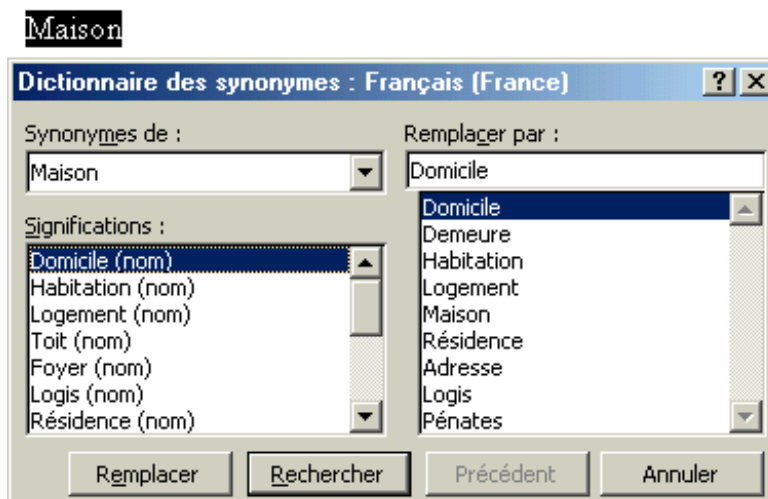 Maison
Dictionnaire des synonymes : Français (France)
Synonymes de :
Maison
Significations :
Domicile (nom)
Habitation (nom)
Logement (nom)
Toit (nom)
Foyer (nom)
Logis (nom)
Résidence (nom)
Remplacer par :
Domicile
Domicile
Demeure
Habitation
Logement
Maison
Résidence
Adresse
Logis
Pénates
Remplacer
Rechercher
Précédent
Annuler